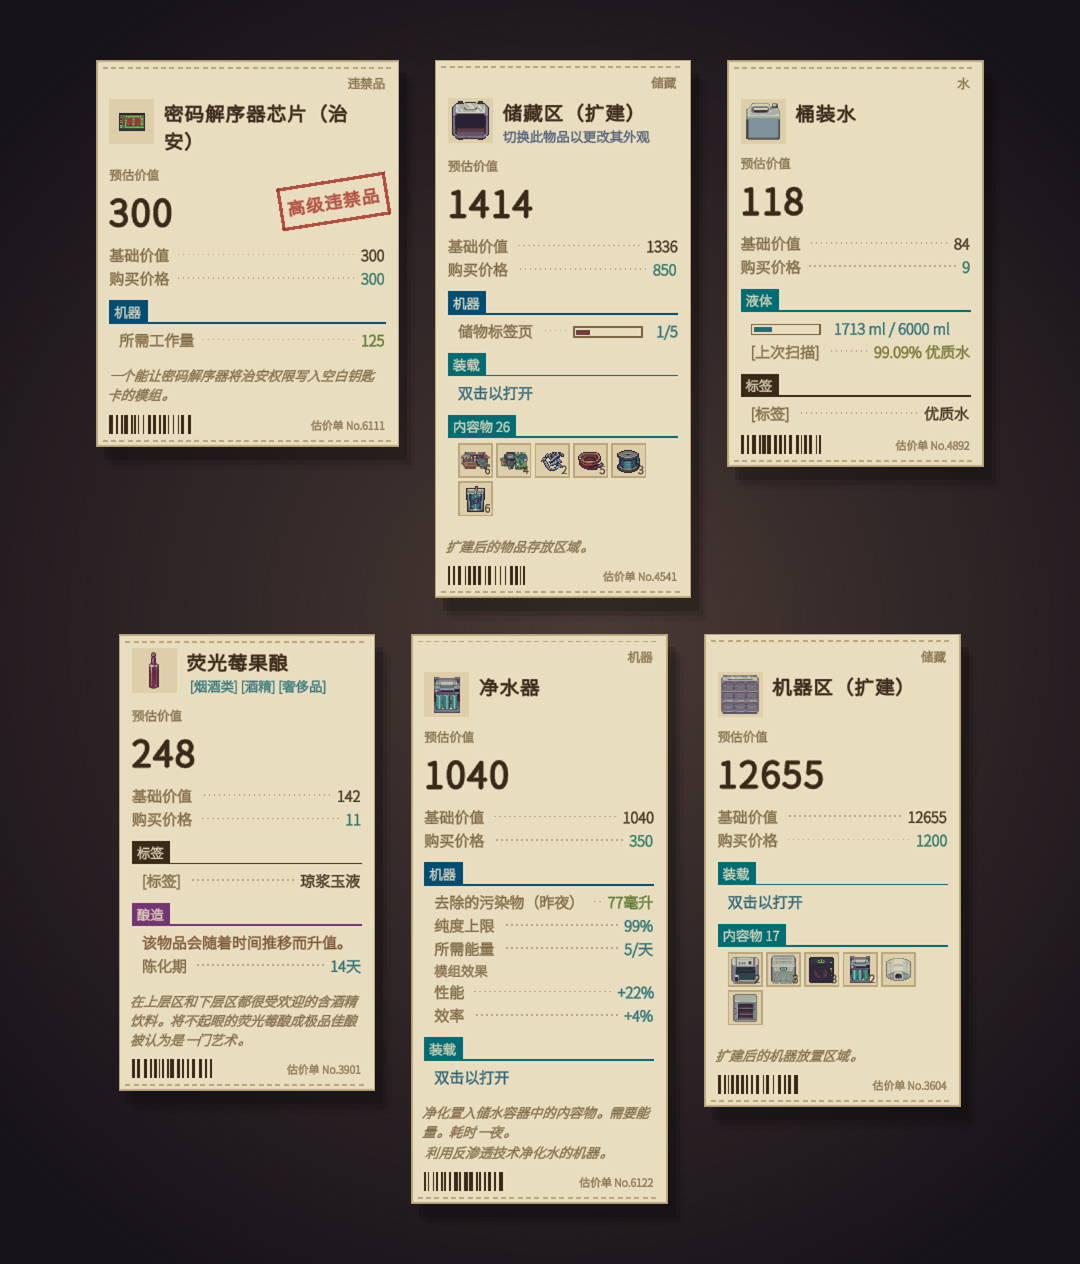 违禁品
密码解序器芯片（治
安）
预估价值
300
高级违禁品
基础价值 300
购买价格 300
机器
所需工作量 125
一个能让密码解序器将治安权限写入空白钥匙
卡的模组。
估价单 No.6111
储藏
储藏区（扩建）
切换此物品以更改其外观
预估价值
1414
基础价值 1336
购买价格 850
机器
储物标签页 1/5
装载
双击以打开
内容物 26
6 4 2 5 3
6
扩建后的物品存放区域。
估价单 No.4541
水
桶装水
预估价值
118
基础价值 84
购买价格 9
液体
1713 ml / 6000 ml
[上次扫描] 99.09% 优质水
标签
[标签] 优质水
估价单 No.4892
荧光莓果酿
[烟酒类] [酒精] [奢侈品]
预估价值
248
基础价值 142
购买价格 11
标签
[标签] 琼浆玉液
酿造
该物品会随着时间推移而升值。
陈化期 14天
在上层区和下层区都很受欢迎的含酒精
饮料。将不起眼的荧光莓酿成极品佳酿
被认为是一门艺术。
估价单 No.3901
机器
净水器
预估价值
1040
基础价值 1040
购买价格 350
机器
去除的污染物（昨夜） 77毫升
纯度上限 99%
所需能量 5/天
模组效果
性能 +22%
效率 +4%
装载
双击以打开
净化置入储水容器中的内容物。需要能
量。耗时一夜。
利用反渗透技术净化水的机器。
估价单 No.6122
储藏
机器区（扩建）
预估价值
12655
基础价值 12655
购买价格 1200
装载
双击以打开
内容物 17
2 3 3 2
扩建后的机器放置区域。
估价单 No.3604